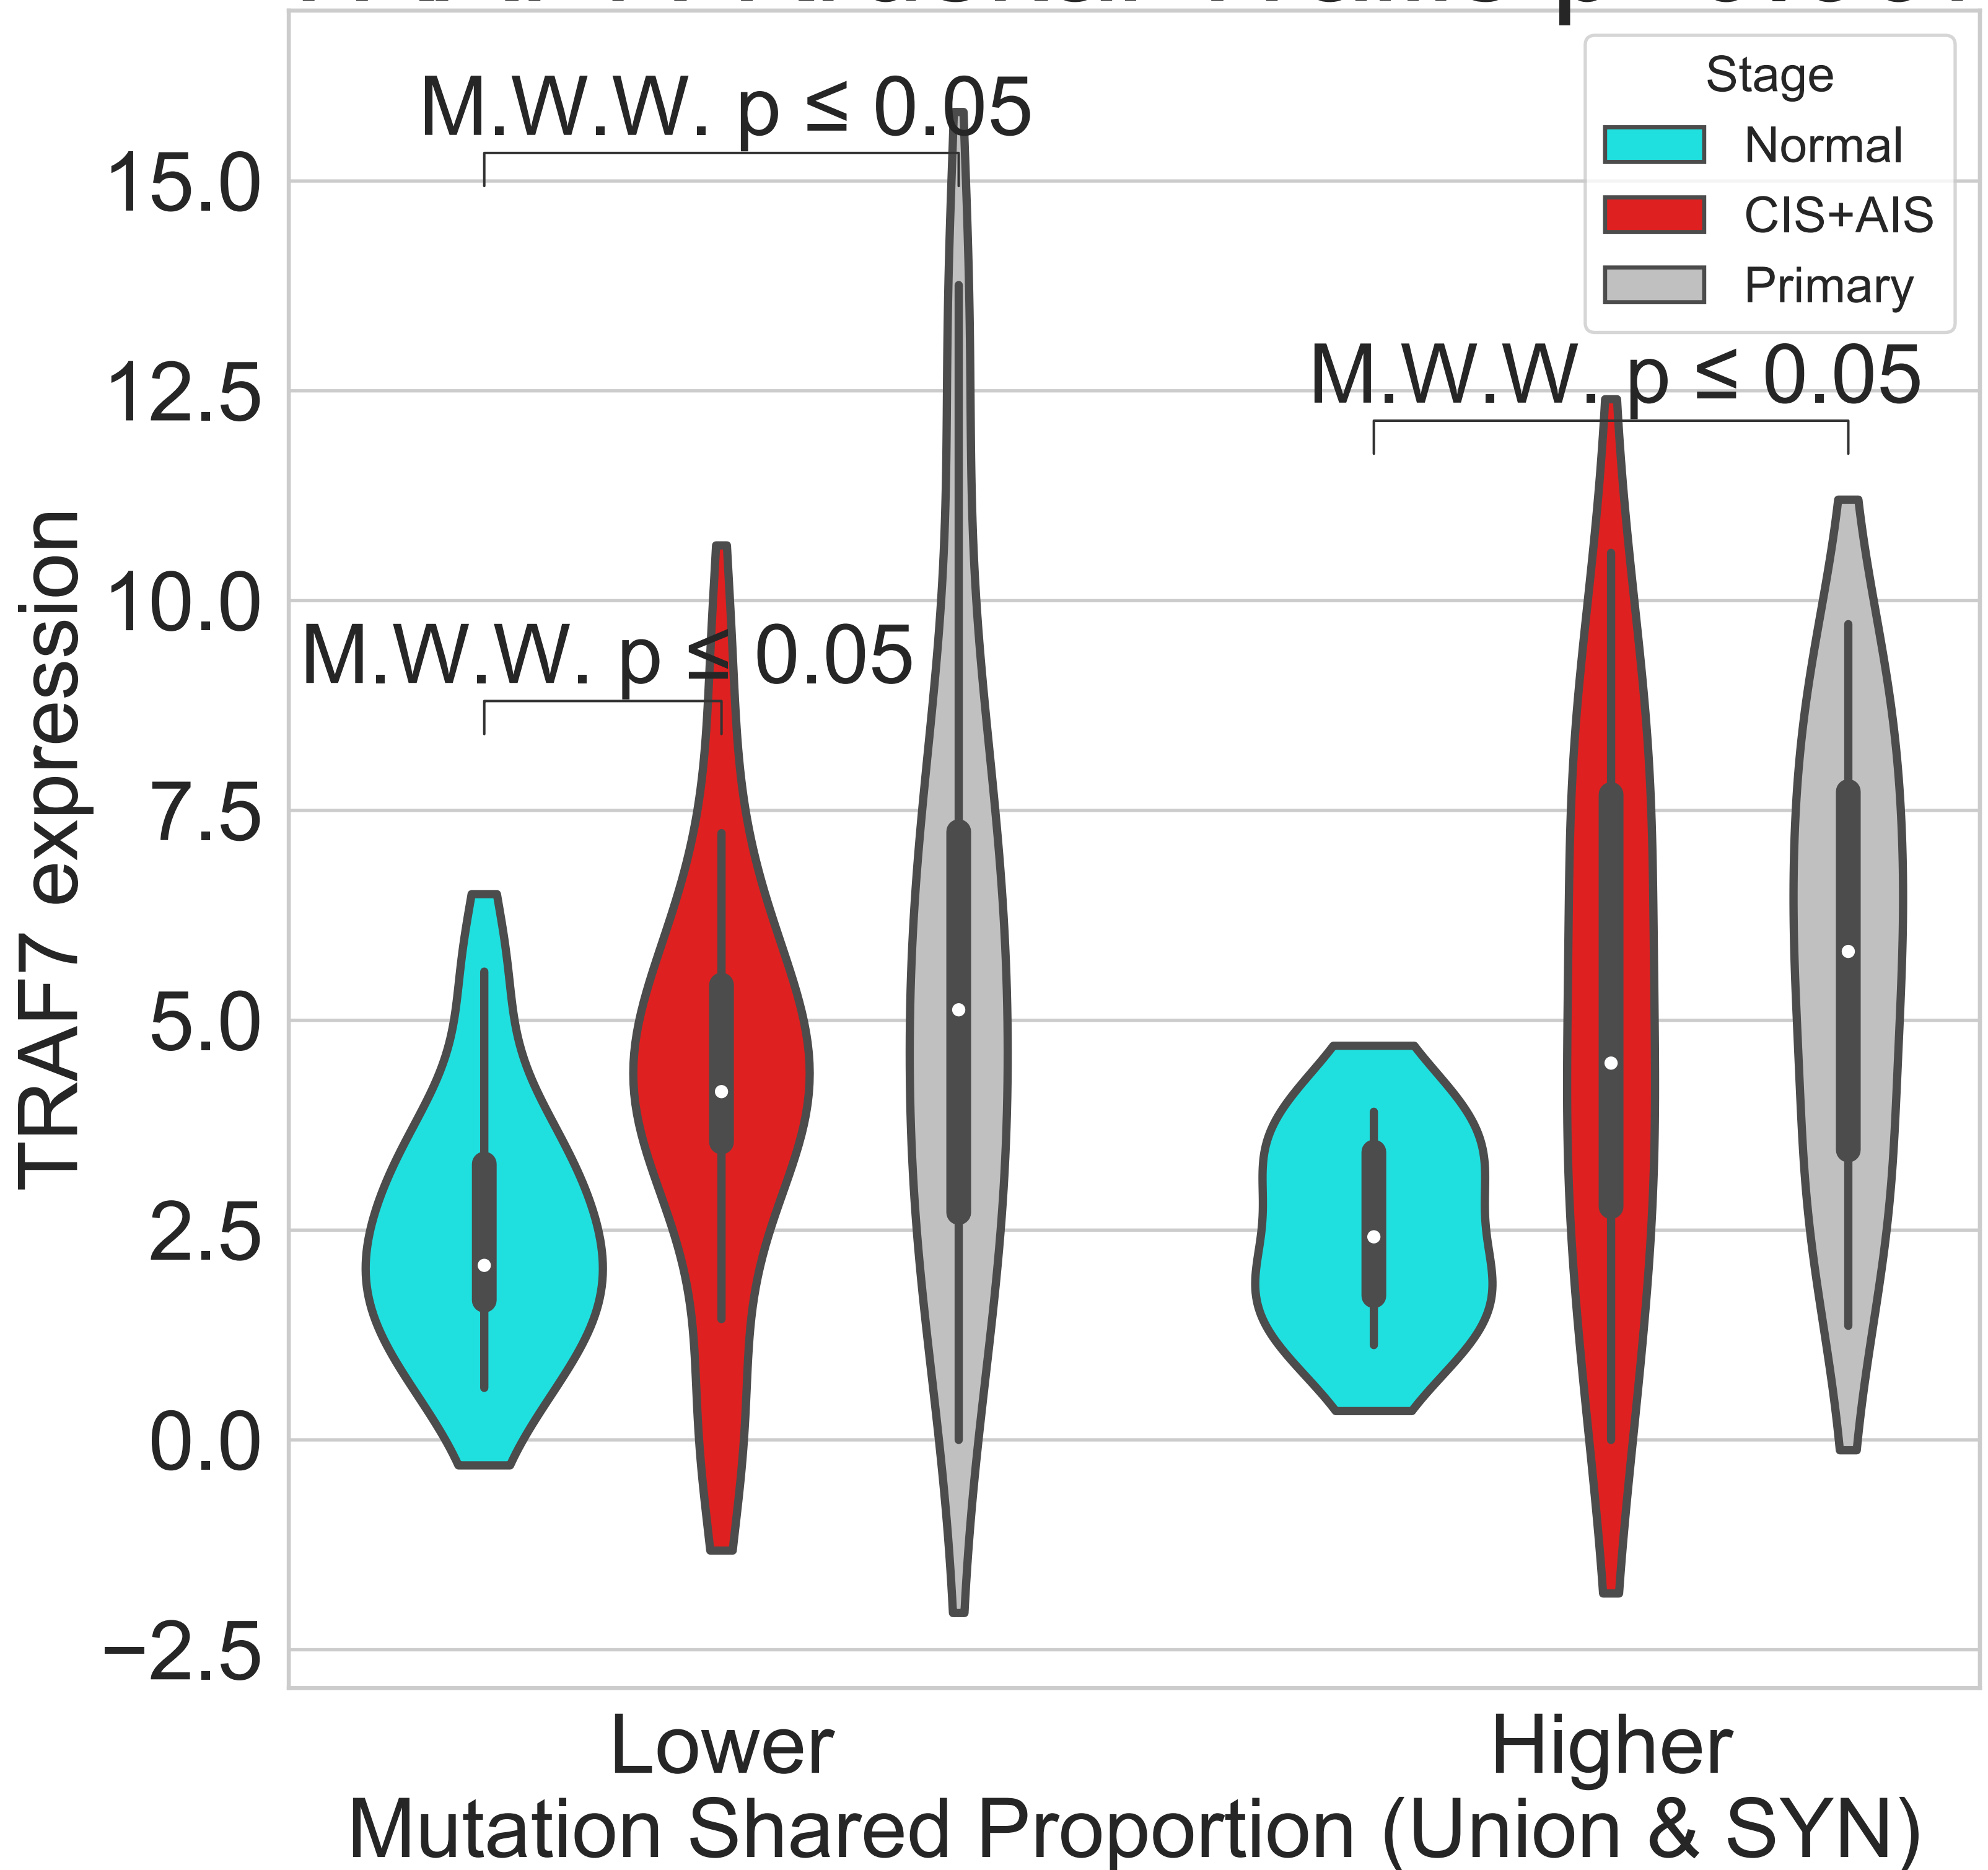 Stage
Normal
CIS+AIS
Primary
M.W.W. p ≤ 0.05
M.W.W. p ≤ 0.05
M.W.W. p ≤ 0.05
15.0
12.5
10.0
7.5
5.0
2.5
0.0
−2.5
TRAF7 expression
Lower
Higher
Mutation Shared Proportion (Union & SYN)